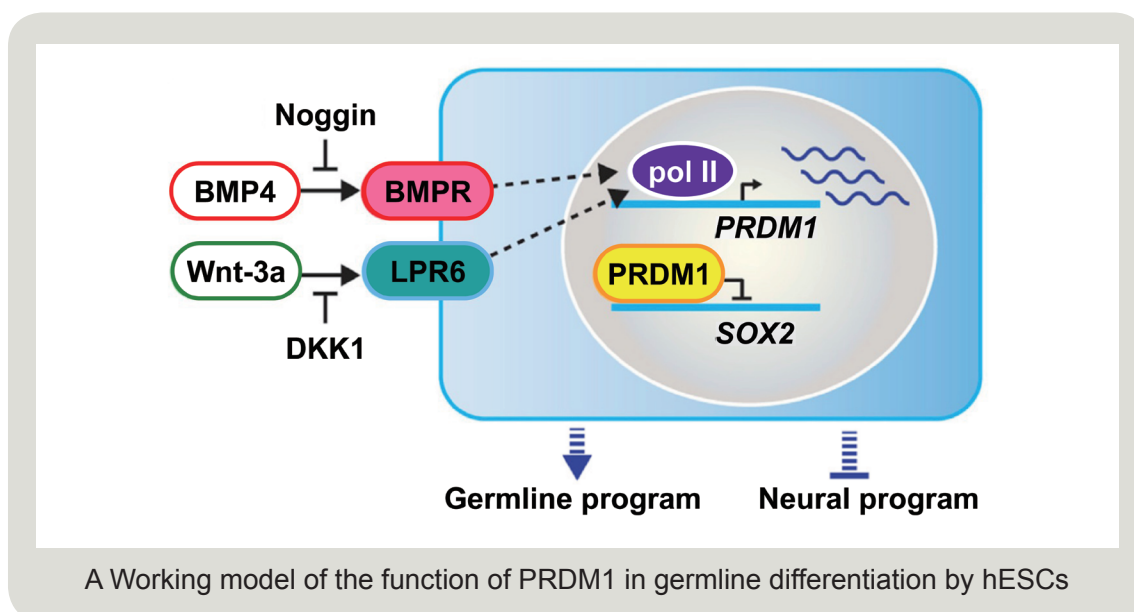 Noggin
BMP4
BMPR
pol II
PRDM1
Wnt-3a
LPR6
PRDM1
SOX2
DKK1
Germline program
Neural program
A Working model of the function of PRDM1 in germline differentiation by hESCs